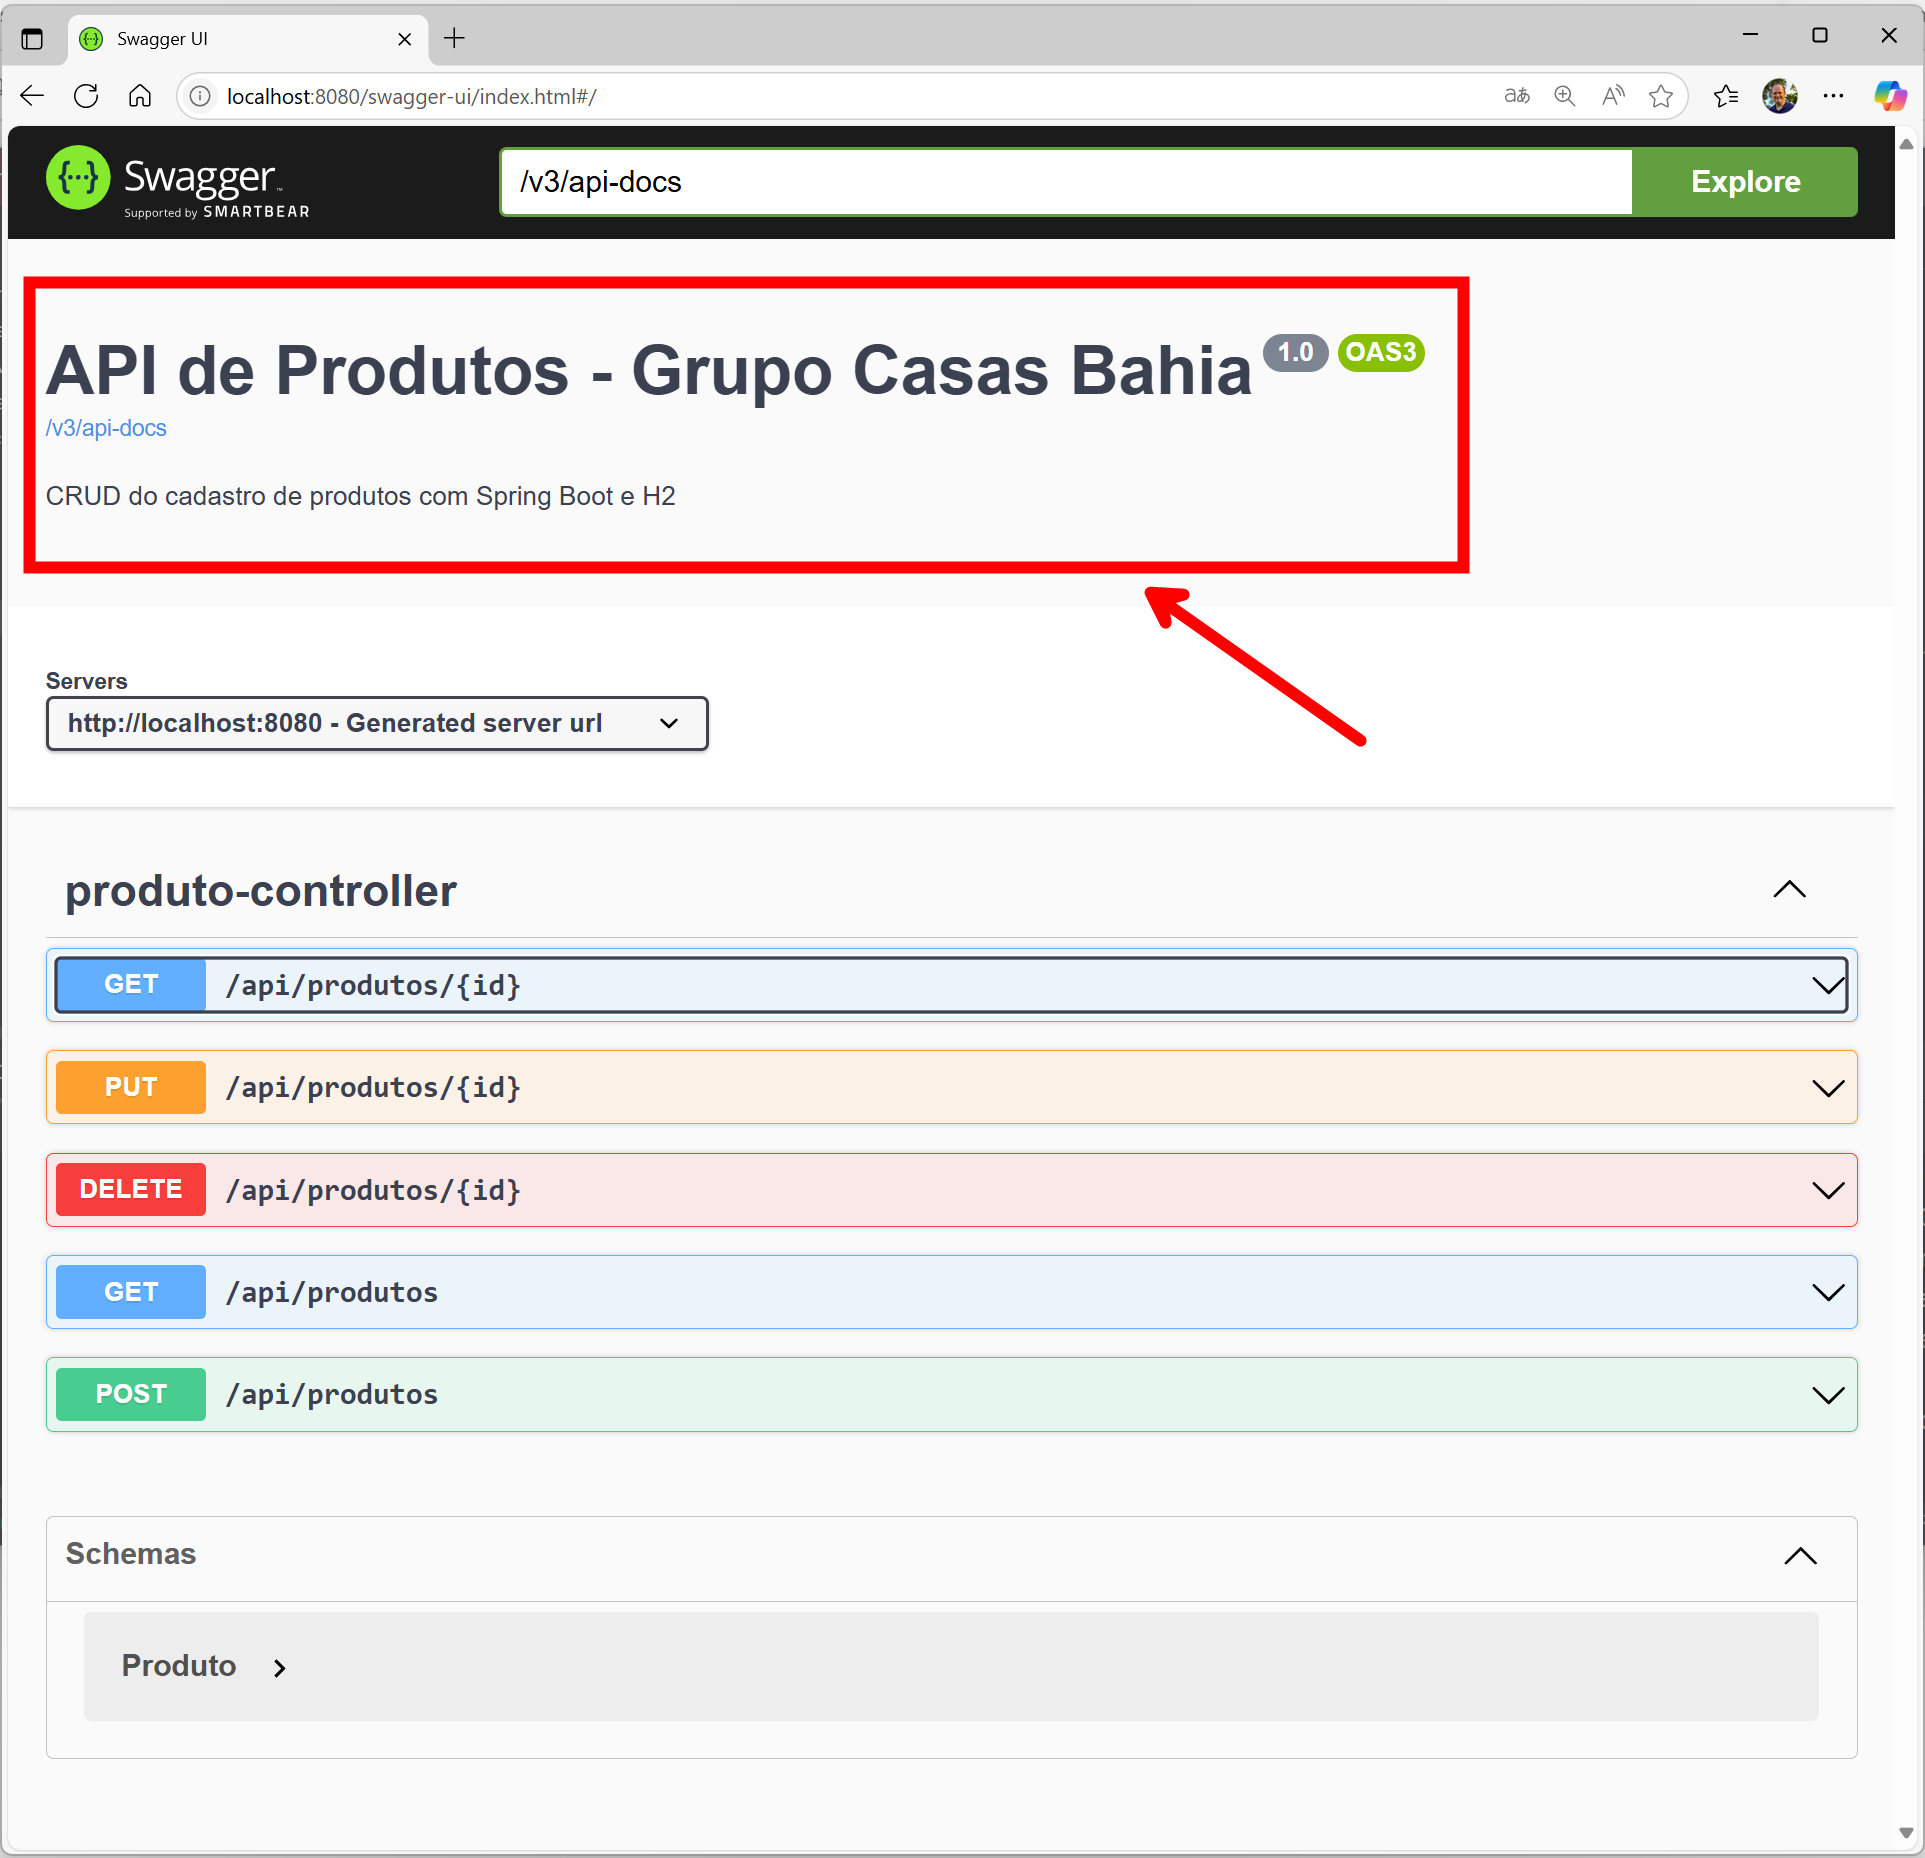 Swagger UI
localhost:8080/swagger-ui/index.html#/
Swagger™
Supported by SMARTBEAR
/v3/api-docs
Explore
API de Produtos - Grupo Casas Bahia 1.0 OAS3
/v3/api-docs
CRUD do cadastro de produtos com Spring Boot e H2
Servers
http://localhost:8080 - Generated server url
produto-controller
GET /api/produtos/{id}
PUT /api/produtos/{id}
DELETE /api/produtos/{id}
GET /api/produtos
POST /api/produtos
Schemas
Produto